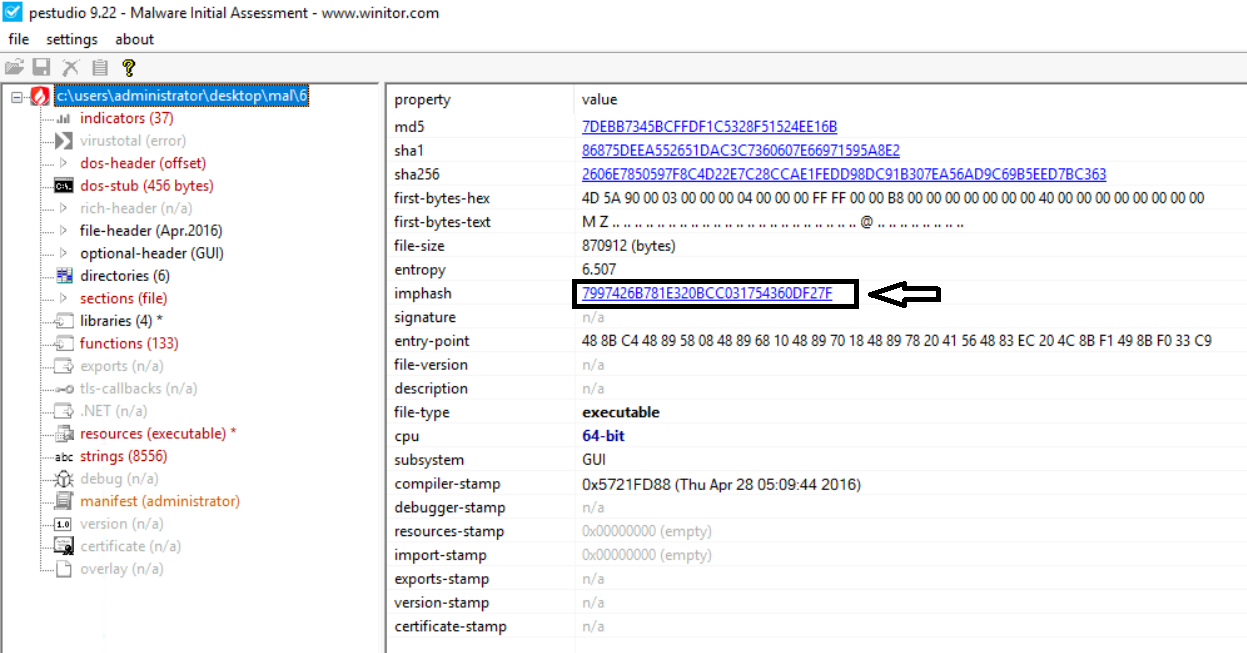 pestudio 9.22 - Malware Initial Assessment - www.winitor.com
file settings about
c:\users\administrator\desktop\mal\6
indicators (37)
virustotal (error)
dos-header (offset)
dos-stub (456 bytes)
rich-header (n/a)
file-header (Apr.2016)
optional-header (GUI)
directories (6)
sections (file)
libraries (4) *
functions (133)
exports (n/a)
tls-callbacks (n/a)
.NET (n/a)
resources (executable) *
abc strings (8556)
debug (n/a)
manifest (administrator)
1.0 version (n/a)
certificate (n/a)
overlay (n/a)
property value
md5 7DEBB7345BCFFDF1C5328F51524EE16B
sha1 86875DEEA552651DAC3C7360607E66971595A8E2
sha256 2606E7850597F8C4D22E7C28CCAE1FEDD98DC91B307EA56AD9C69B5EED7BC363
first-bytes-hex 4D 5A 90 00 03 00 00 00 04 00 00 00 FF FF 00 00 B8 00 00 00 00 00 00 00 40 00 00 00 00 00 00 00 00 00
first-bytes-text M Z .. .. .. .. .. .. .. .. .. .. .. .. .. .. .. .. .. .. .. .. .. .. @ .. .. .. .. .. .. .. .. ..
file-size 870912 (bytes)
entropy 6.507
imphash 7997426B781E320BCC031754360DF27F
signature n/a
entry-point 48 8B C4 48 89 58 08 48 89 68 10 48 89 70 18 48 89 78 20 41 56 48 83 EC 20 4C 8B F1 49 8B F0 33 C9
file-version n/a
description n/a
file-type executable
cpu 64-bit
subsystem GUI
compiler-stamp 0x5721FD88 (Thu Apr 28 05:09:44 2016)
debugger-stamp n/a
resources-stamp 0x00000000 (empty)
import-stamp 0x00000000 (empty)
exports-stamp n/a
version-stamp n/a
certificate-stamp n/a